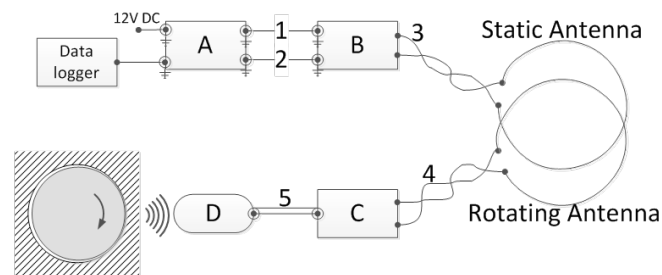 12V DC
Data
logger
A
1
2
B
3
Static Antenna
D
5
C
4
Rotating Antenna